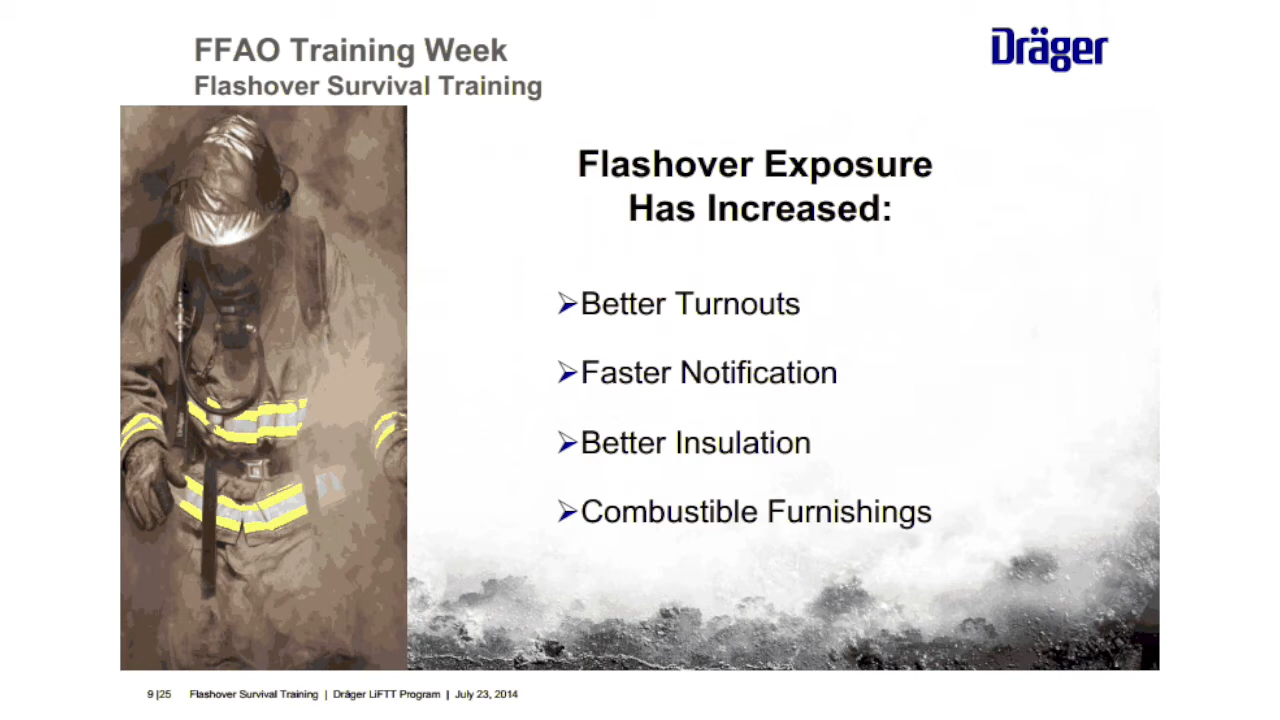 FFAO Training Week
Flashover Survival Training
Dräger
Flashover Exposure
Has Increased:
➢Better Turnouts
➢Faster Notification
➢Better Insulation
➢Combustible Furnishings
9 |25 Flashover Survival Training | Dräger LiFTT Program | July 23, 2014